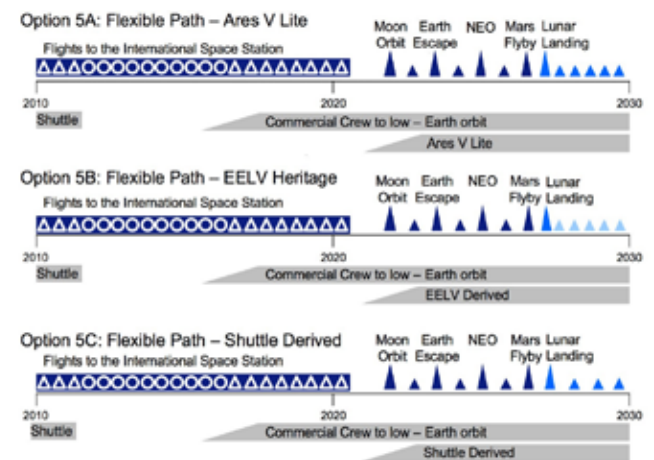 Option 5A: Flexible Path – Ares V Lite
Moon Earth NEO Mars Lunar
Flights to the International Space Station
Orbit Escape Flyby Landing
2010 2020 2030
Shuttle Commercial Crew to low – Earth orbit
Ares V Lite
Option 5B: Flexible Path – EELV Heritage
Moon Earth NEO Mars Lunar
Flights to the International Space Station
Orbit Escape Flyby Landing
2010 2020 2030
Shuttle Commercial Crew to low – Earth orbit
EELV Derived
Option 5C: Flexible Path – Shuttle Derived
Moon Earth NEO Mars Lunar
Flights to the International Space Station
Orbit Escape Flyby Landing
2010 2020 2030
Shuttle Commercial Crew to low – Earth orbit
Shuttle Derived